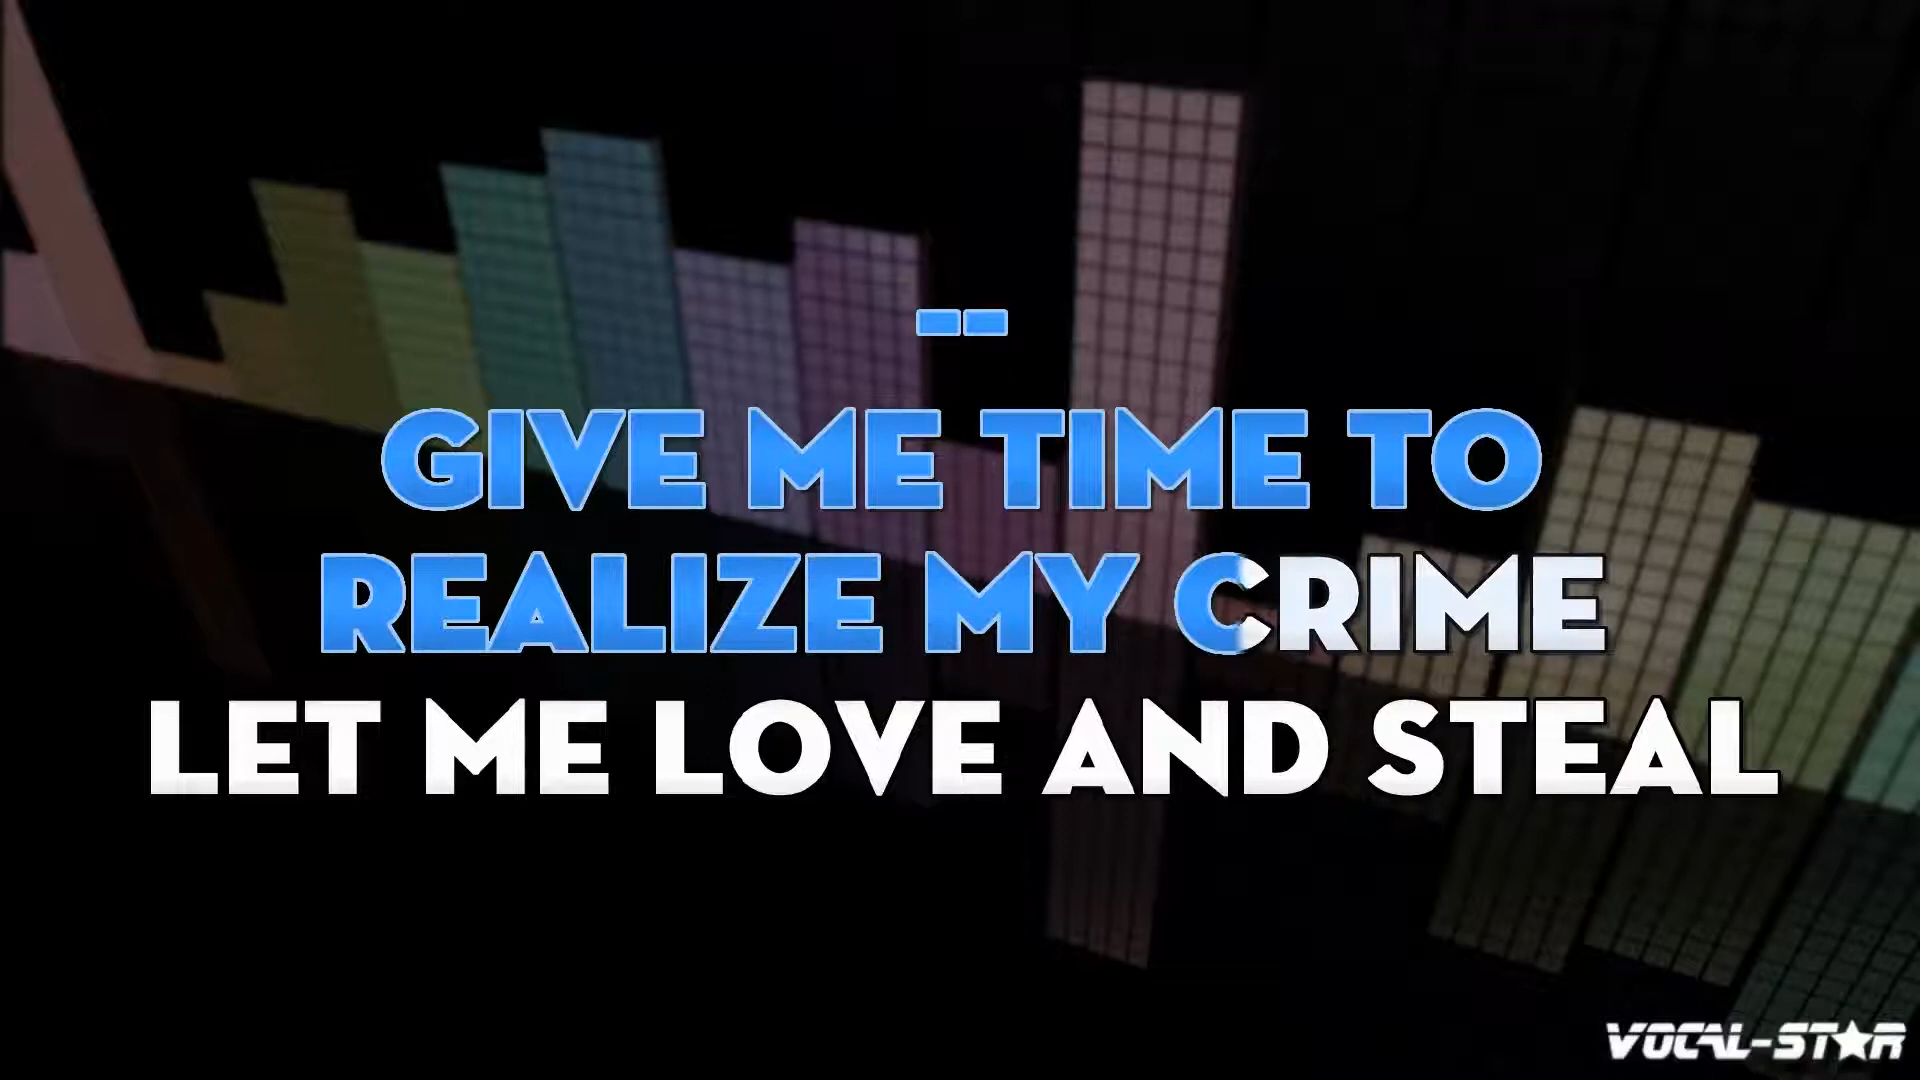 --
GIVE ME TIME TO
REALIZE MY CRIME
LET ME LOVE AND STEAL
VOCAL-STAR